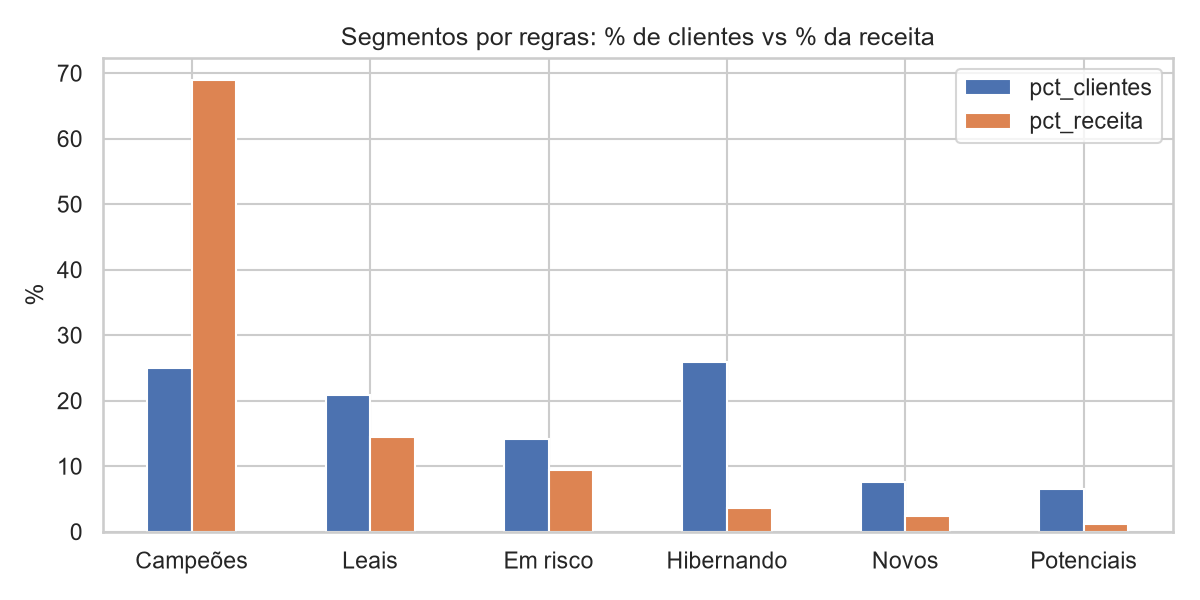 Segmentos por regras: % de clientes vs % da receita
pct_clientes
pct_receita
%
70
60
50
40
30
20
10
0
Campeões Leais Em risco Hibernando Novos Potenciais